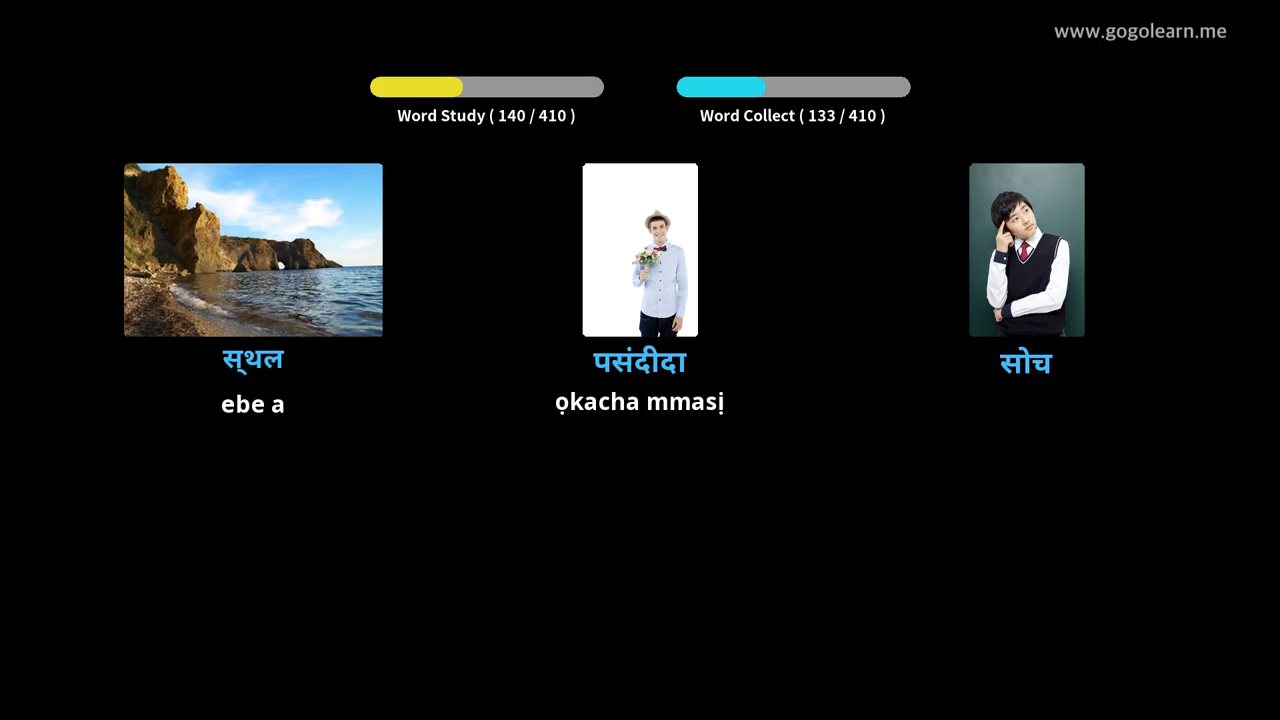 www.gogolearn.me
Word Study ( 140 / 410 )
Word Collect ( 133 / 410 )
स्‌थल
पसंदीदा
सोच
ebe a
ọkacha mmasị